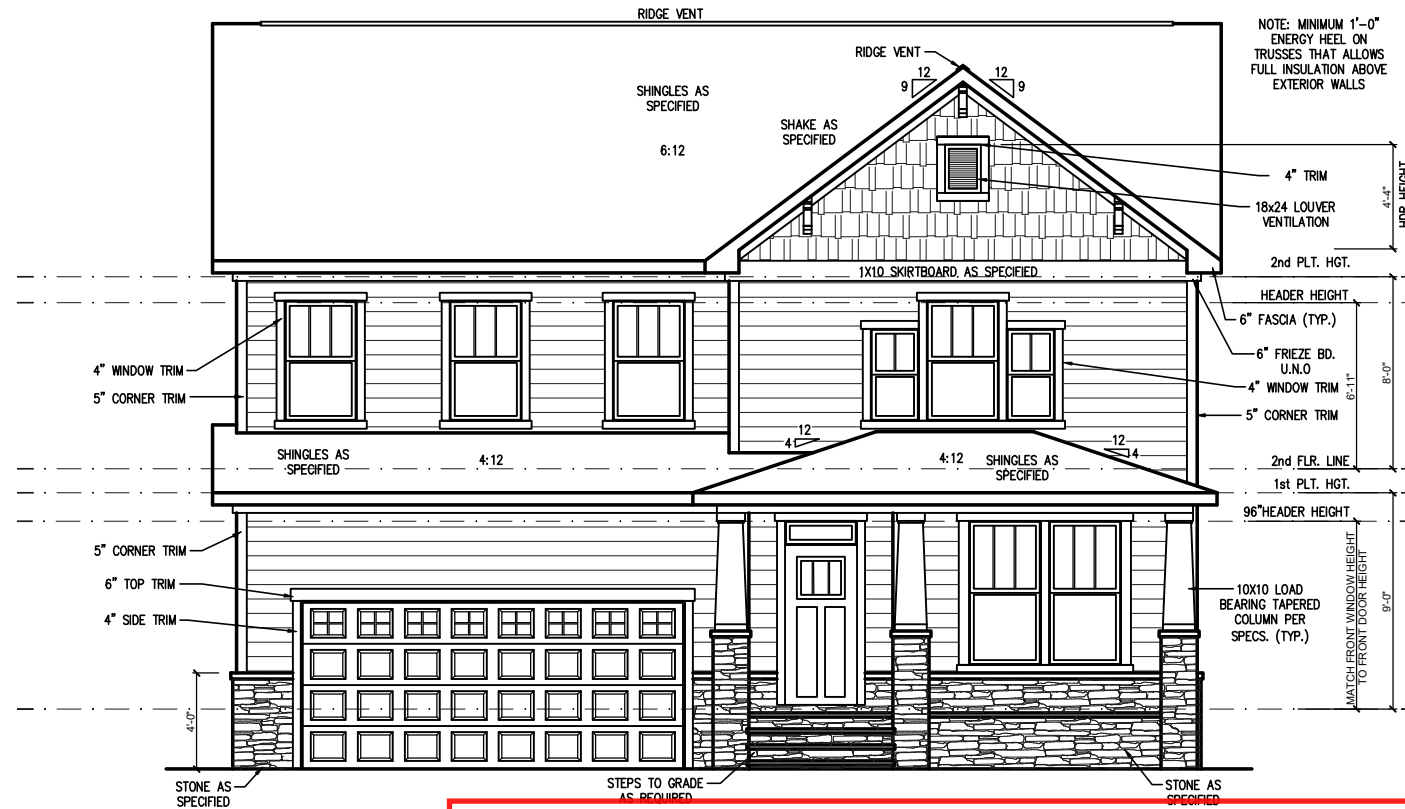 RIDGE VENT
NOTE: MINIMUM 1'-0"
ENERGY HEEL ON
TRUSSES THAT ALLOWS
FULL INSULATION ABOVE
EXTERIOR WALLS
RIDGE VENT
12
9
12
9
SHINGLES AS
SPECIFIED
SHAKE AS
SPECIFIED
6:12
4" TRIM
4'-4"
HDR HEIGHT
18x24 LOUVER
VENTILATION
2nd PLT. HGT.
1X10 SKIRTBOARD, AS SPECIFIED
HEADER HEIGHT
6" FASCIA (TYP.)
6" FRIEZE BD.
U.N.O
4" WINDOW TRIM
4" WINDOW TRIM
6'-11"
8'-0"
5" CORNER TRIM
5" CORNER TRIM
12
4
12
4
SHINGLES AS
SPECIFIED
4:12
4:12
SHINGLES AS
SPECIFIED
2nd FLR. LINE
1st PLT. HGT.
96"HEADER HEIGHT
5" CORNER TRIM
6" TOP TRIM
4" SIDE TRIM
10X10 LOAD
BEARING TAPERED
COLUMN PER
SPECS. (TYP.)
MATCH FRONT WINDOW HEIGHT
TO FRONT DOOR HEIGHT
9'-0"
4'-0"
STONE AS
SPECIFIED
STEPS TO GRADE
AS REQUIRED
STONE AS
SPECIFIED